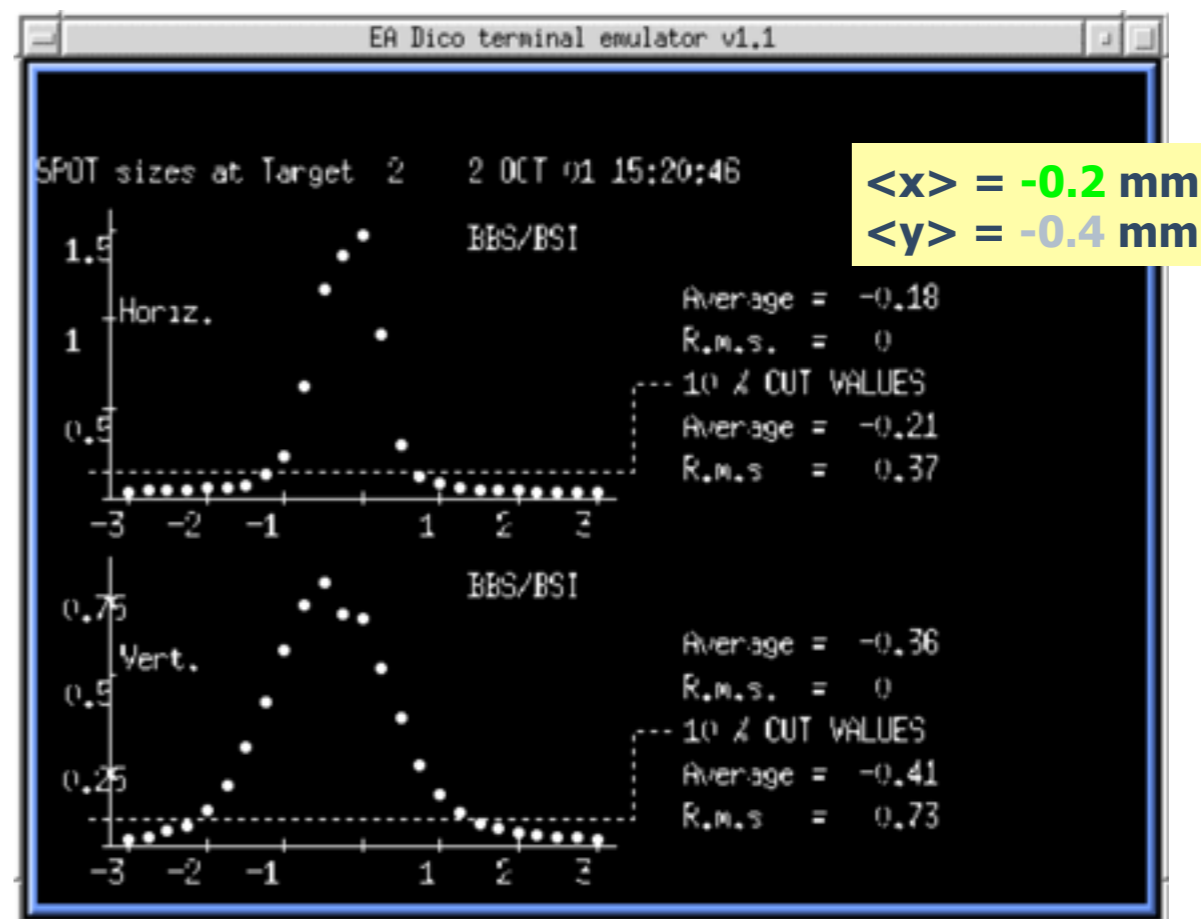 EA Dico terminal emulator v1.1
SPOT sizes at Target 2 2 OCT 01 15:20:46
<x> = -0.2 mm
<y> = -0.4 mm
BBS/BSI
Horiz.
1.5
1
0.5
-3 -2 -1 1 2 3
Average = -0.18
R.m.s. = 0
10 % CUT VALUES
Average = -0.21
R.m.s = 0.37
BBS/BSI
Vert.
0.75
0.5
0.25
-3 -2 -1 1 2 3
Average = -0.36
R.m.s. = 0
10 % CUT VALUES
Average = -0.41
R.m.s = 0.73